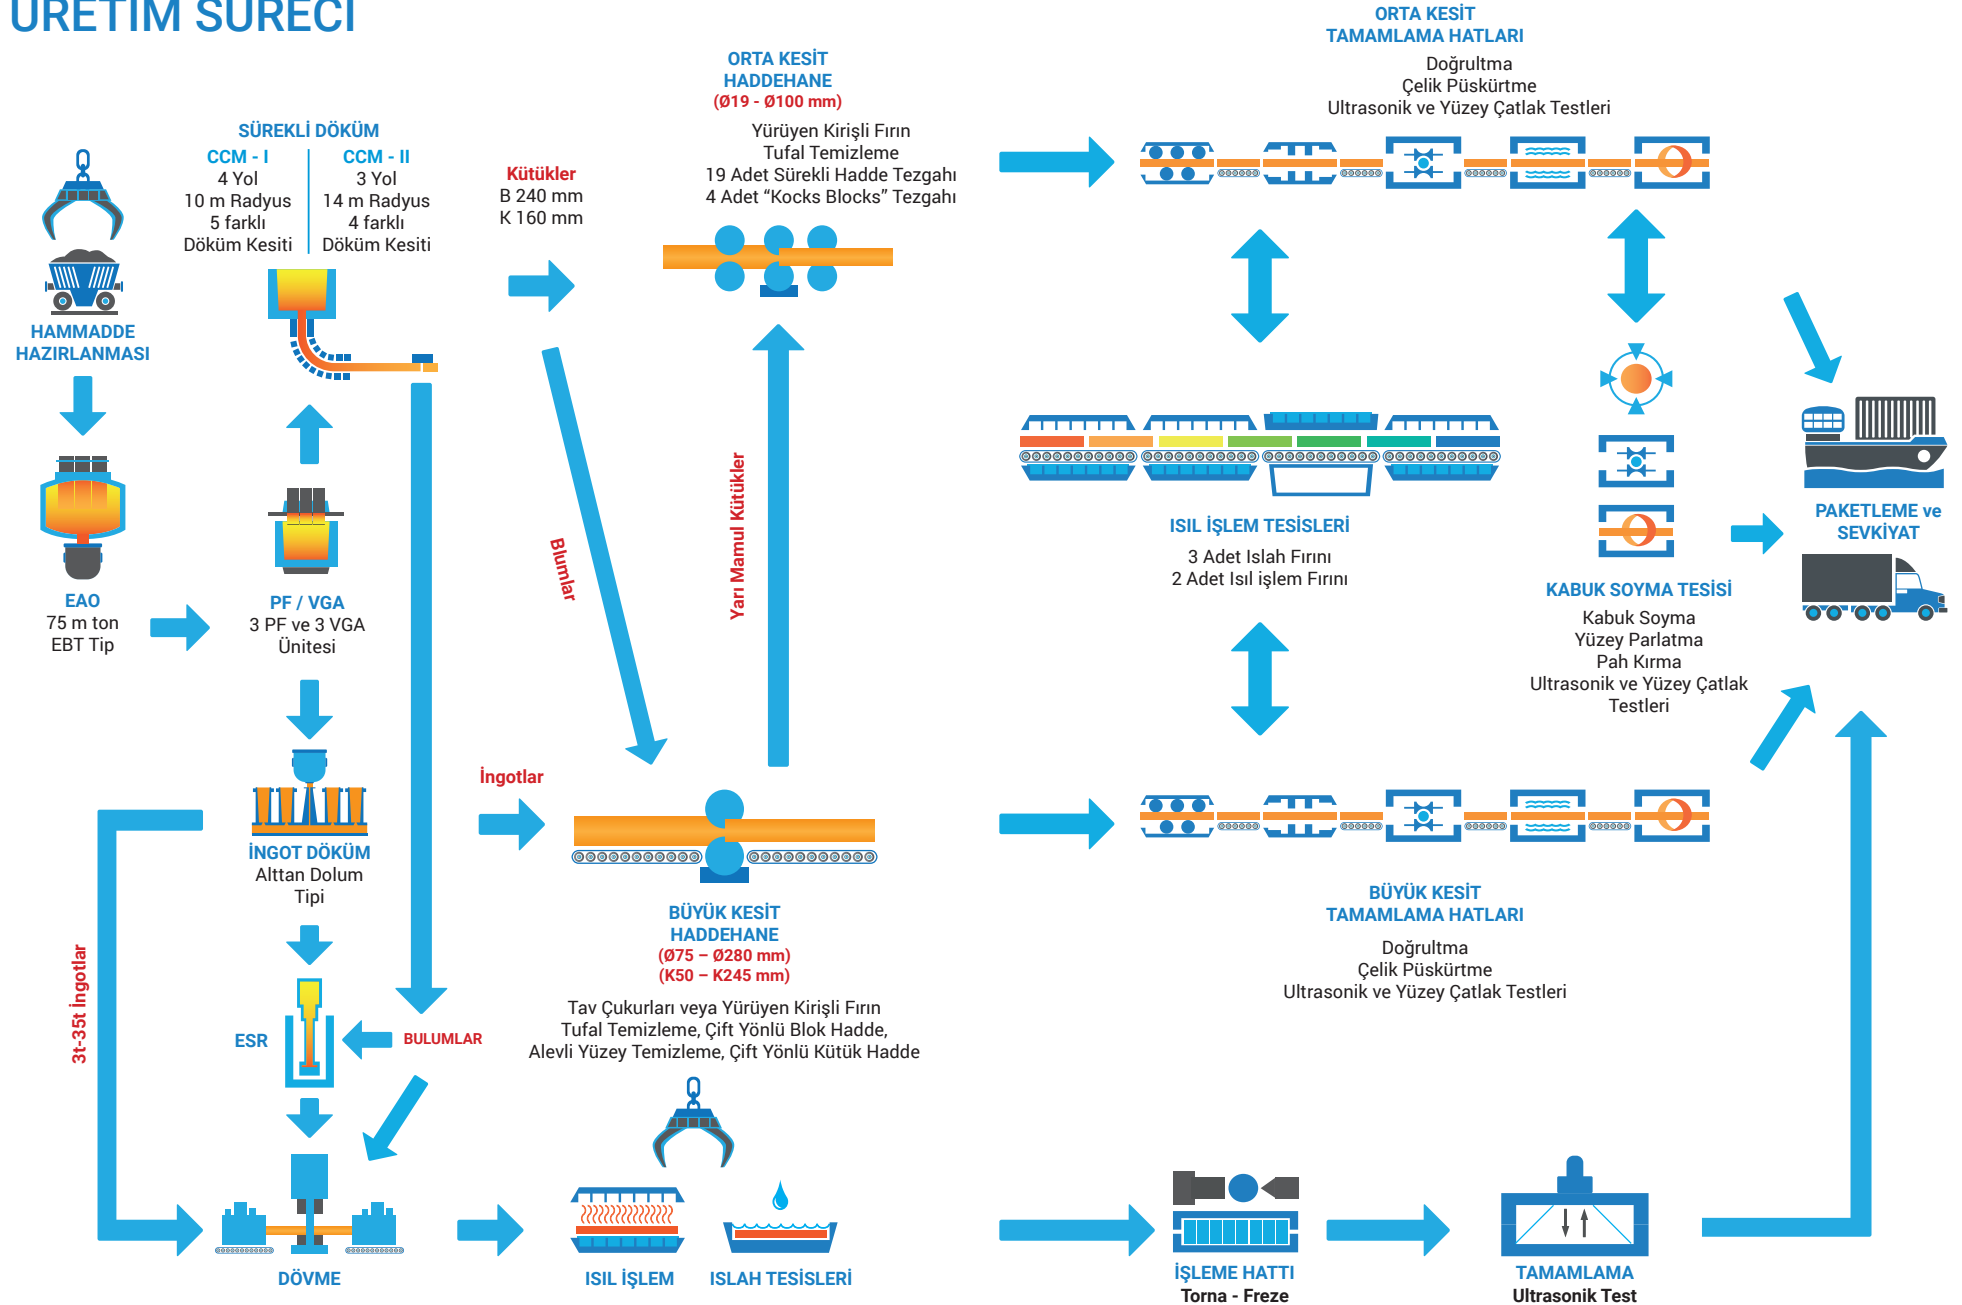 ÜRETİM SÜRECİ
HAMMADDE
HAZIRLANMASI
EAO
75 m ton
EBT Tip
SÜREKLİ DÖKÜM
CCM - I
4 Yol
10 m Radyus
5 farklı
Döküm Kesiti
CCM - II
3 Yol
14 m Radyus
4 farklı
Döküm Kesiti
PF / VGA
3 PF ve 3 VGA
Ünitesi
İNGOT DÖKÜM
Alttan Dolum
Tipi
3t-35t İngotlar
ESR
BULUMLAR
DÖVME
Kütükler
B 240 mm
K 160 mm
Blumlar
Yarı Mamul Kütükler
İngotlar
ORTA KESİT
HADDEHANE
(Ø19 - Ø100 mm)
Yürüyen Kirişli Fırın
Tufal Temizleme
19 Adet Sürekli Hadde Tezgahı
4 Adet “Kocks Blocks” Tezgahı
BÜYÜK KESİT
HADDEHANE
(Ø75 – Ø280 mm)
(K50 – K245 mm)
Tav Çukurları veya Yürüyen Kirişli Fırın
Tufal Temizleme, Çift Yönlü Blok Hadde,
Alevli Yüzey Temizleme, Çift Yönlü Kütük Hadde
ISIL İŞLEM
ISLAH TESİSLERİ
ORTA KESİT
TAMAMLAMA HATLARI
Doğrultma
Çelik Püskürtme
Ultrasonik ve Yüzey Çatlak Testleri
ISIL İŞLEM TESİSLERİ
3 Adet Islah Fırını
2 Adet Isıl işlem Fırını
KABUK SOYMA TESİSİ
Kabuk Soyma
Yüzey Parlatma
Pah Kırma
Ultrasonik ve Yüzey Çatlak
Testleri
PAKETLEME ve
SEVKİYAT
BÜYÜK KESİT
TAMAMLAMA HATLARI
Doğrultma
Çelik Püskürtme
Ultrasonik ve Yüzey Çatlak Testleri
İŞLEME HATTI
Torna - Freze
TAMAMLAMA
Ultrasonik Test